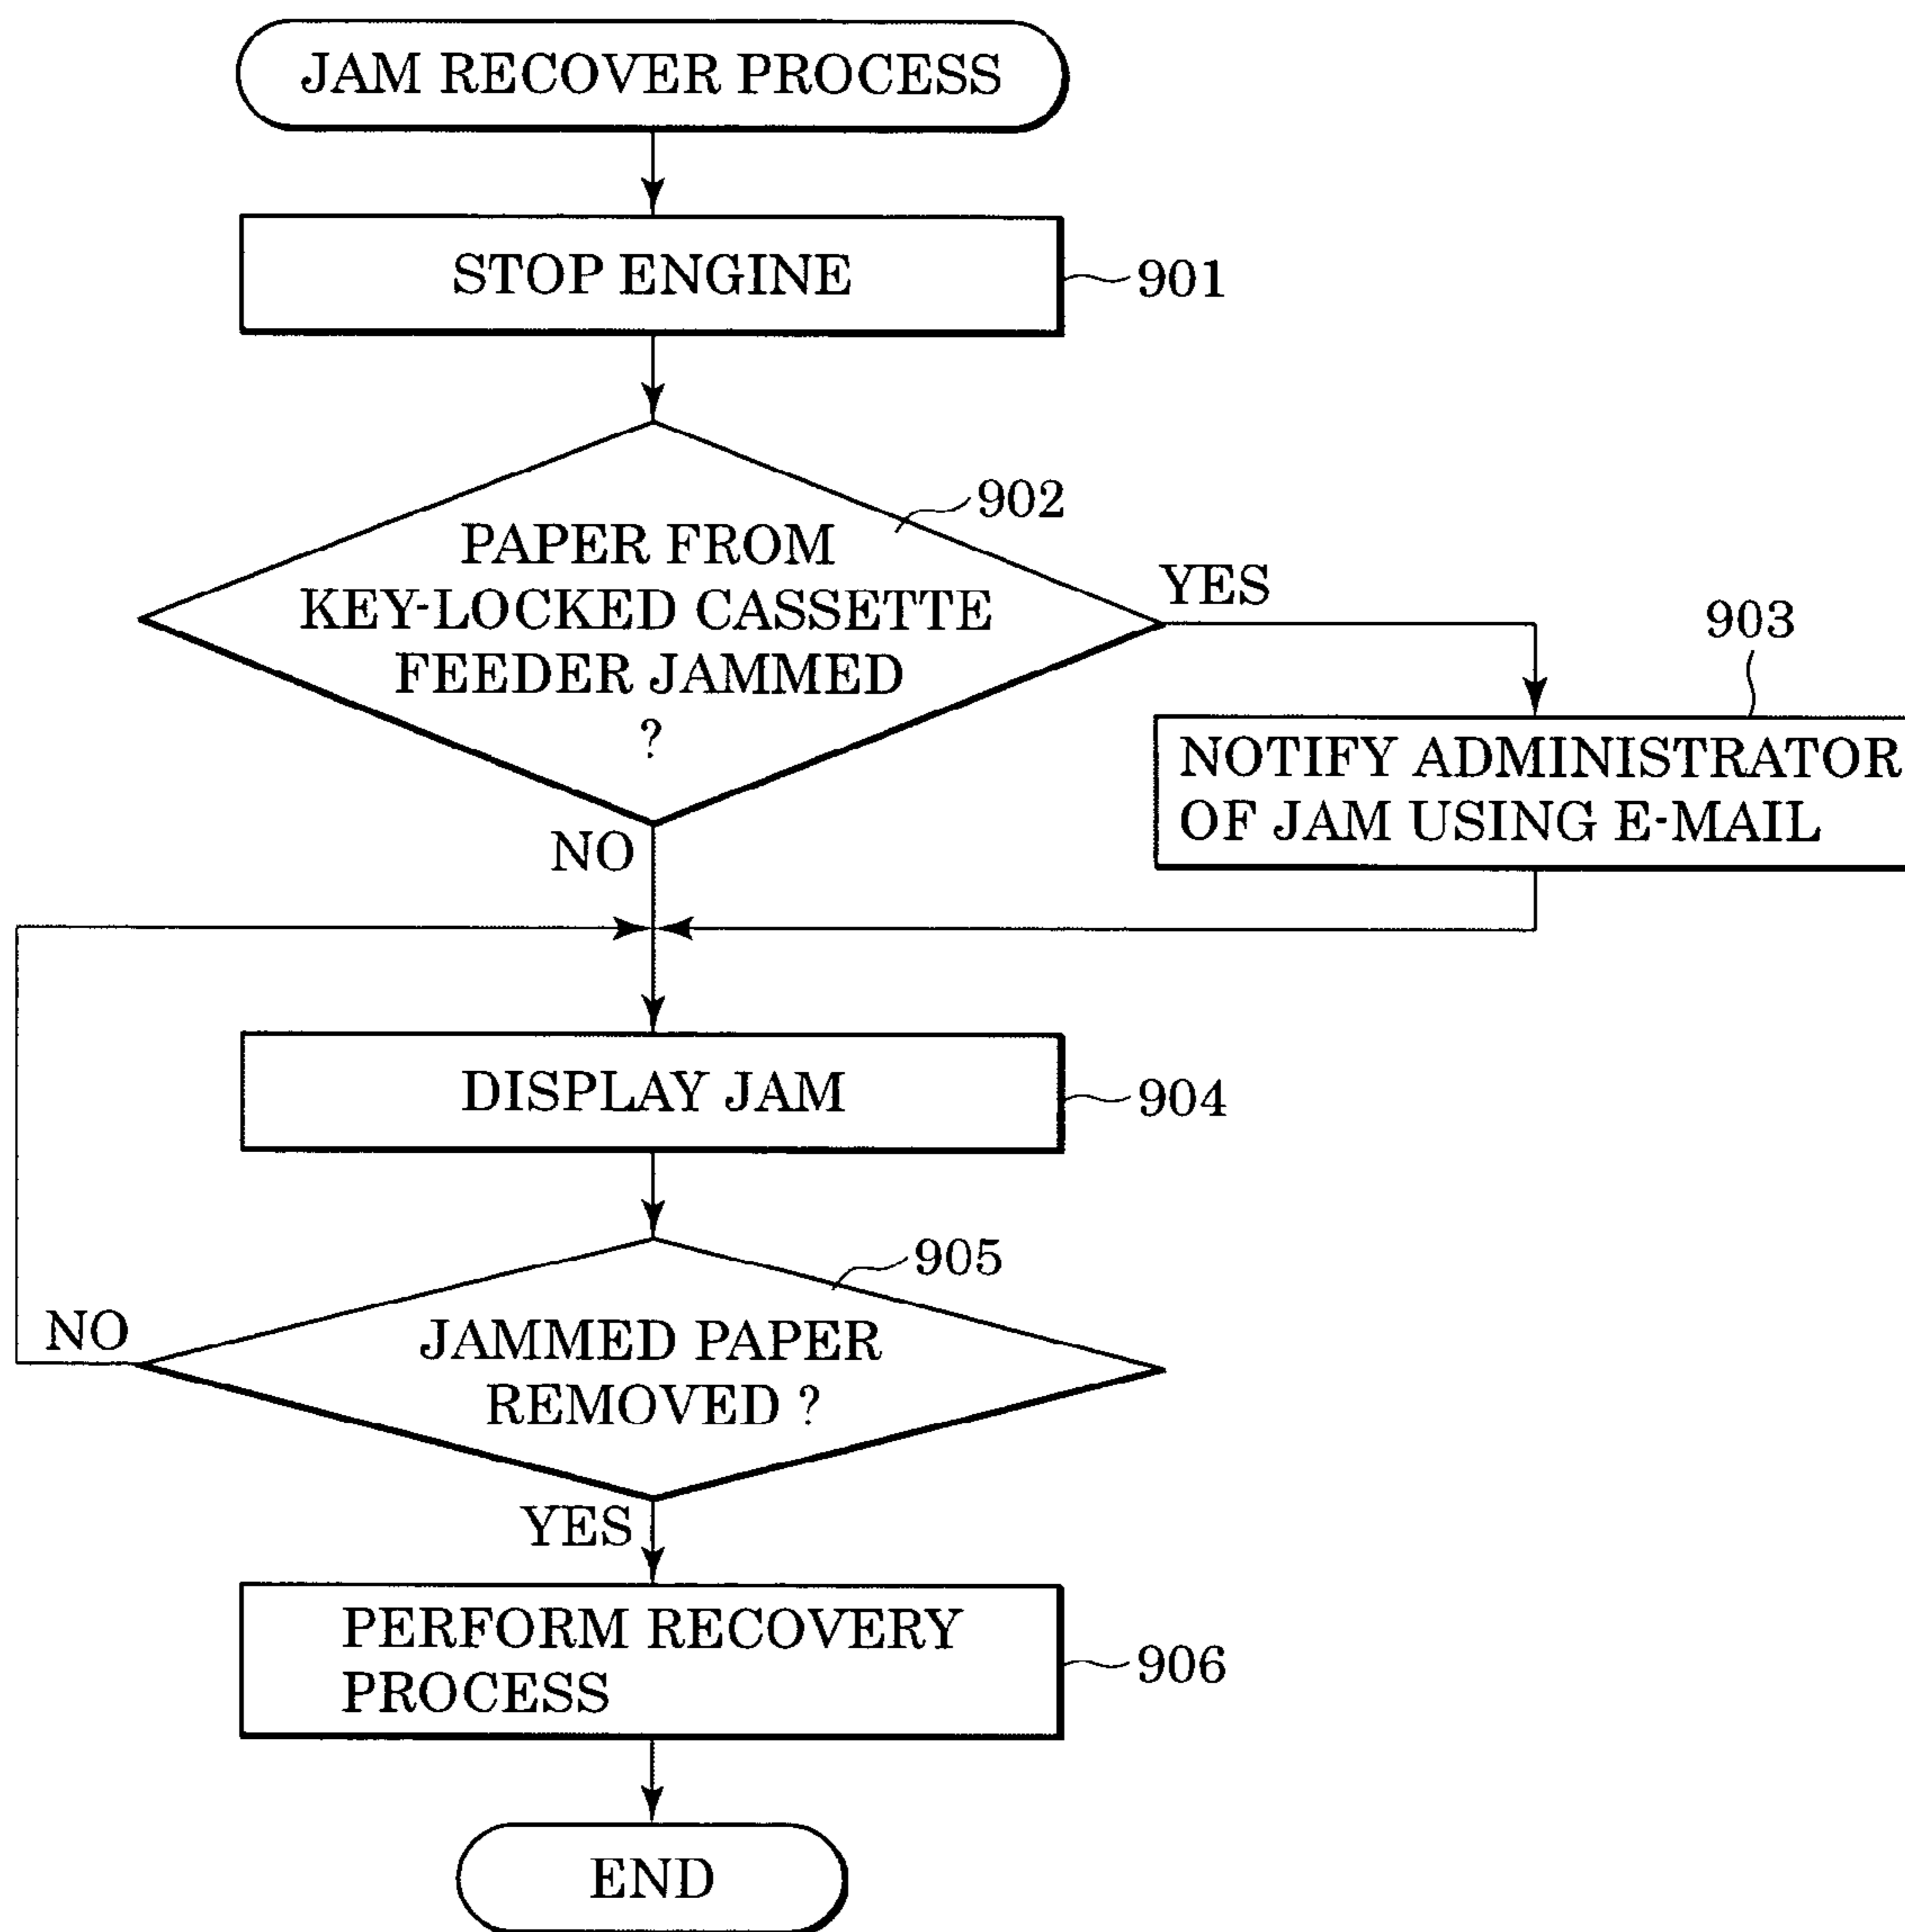 JAM RECOVER PROCESS
STOP ENGINE
901
902
PAPER FROM
KEY-LOCKED CASSETTE
FEEDER JAMMED
?
YES
903
NOTIFY ADMINISTRATOR
OF JAM USING E-MAIL
NO
DISPLAY JAM
904
905
JAMMED PAPER
REMOVED ?
NO
YES
PERFORM RECOVERY
PROCESS
906
END